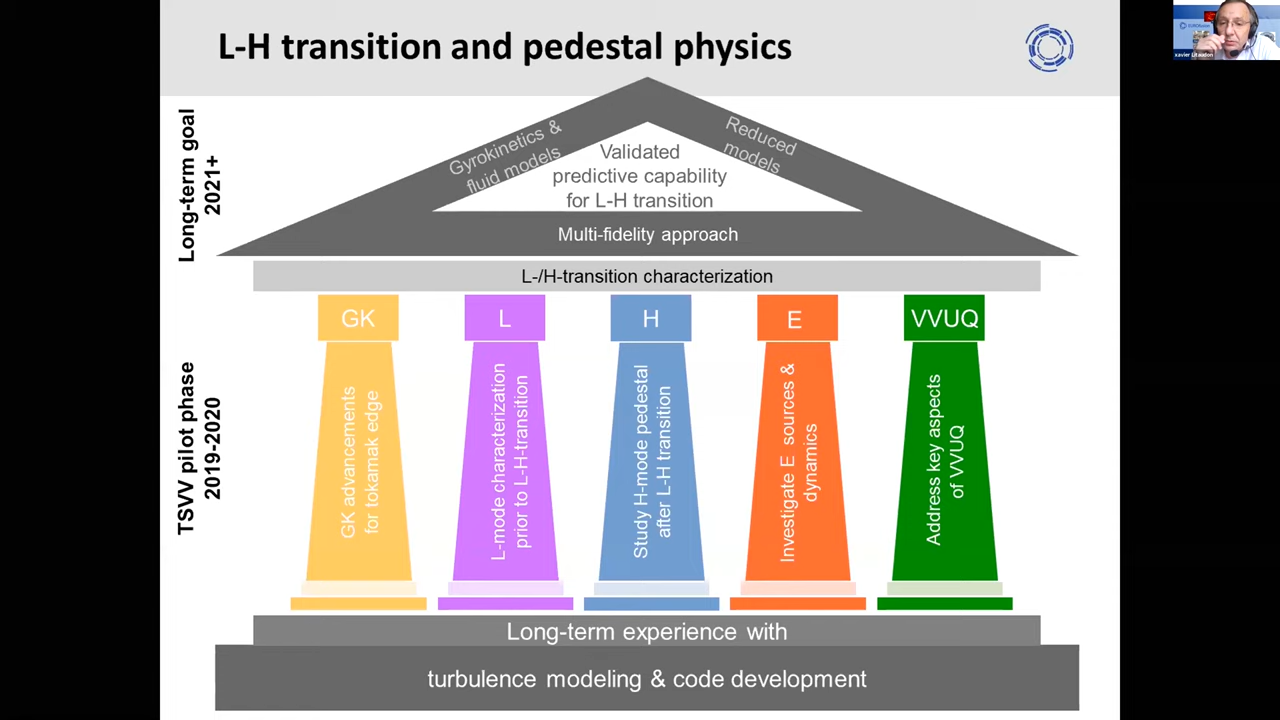 L-H transition and pedestal physics
xavier Litaudon
EUROfusion
Long-term goal
2021+
Gyrokinetics &
fluid models
Reduced
models
Validated
predictive capability
for L-H transition
Multi-fidelity approach
L-/H-transition characterization
TSVV pilot phase
2019-2020
GK
GK advancements
for tokamak edge
L
L-mode characterization
prior to L-H-transition
H
Study H-mode pedestal
after L-H transition
E
Investigate E sources &
dynamics
VVUQ
Address key aspects
of VVUQ
Long-term experience with
turbulence modeling & code development